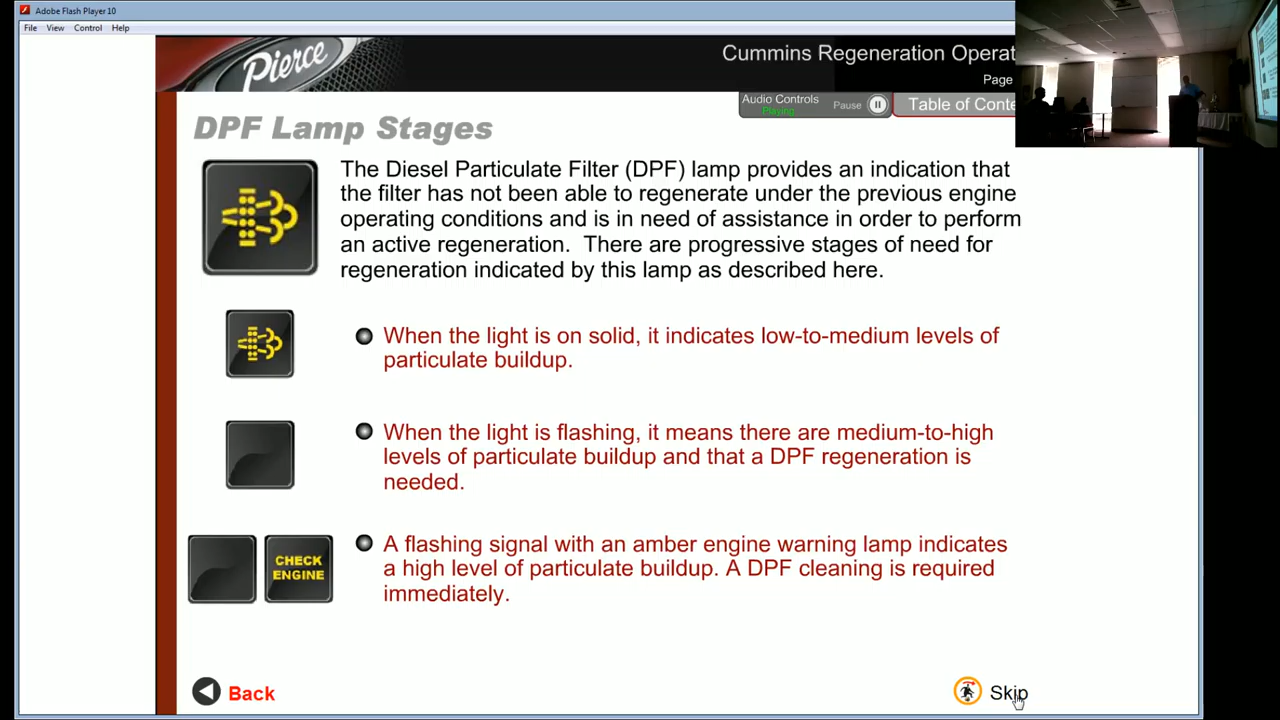 Adobe Flash Player 10
File View Control Help
Pierce
Cummins Regeneration Operat
Page
Audio Controls
Playing
Pause
Table of Conte
DPF Lamp Stages
The Diesel Particulate Filter (DPF) lamp provides an indication that
the filter has not been able to regenerate under the previous engine
operating conditions and is in need of assistance in order to perform
an active regeneration. There are progressive stages of need for
regeneration indicated by this lamp as described here.
When the light is on solid, it indicates low-to-medium levels of
particulate buildup.
When the light is flashing, it means there are medium-to-high
levels of particulate buildup and that a DPF regeneration is
needed.
CHECK
ENGINE
A flashing signal with an amber engine warning lamp indicates
a high level of particulate buildup. A DPF cleaning is required
immediately.
Back
Skip